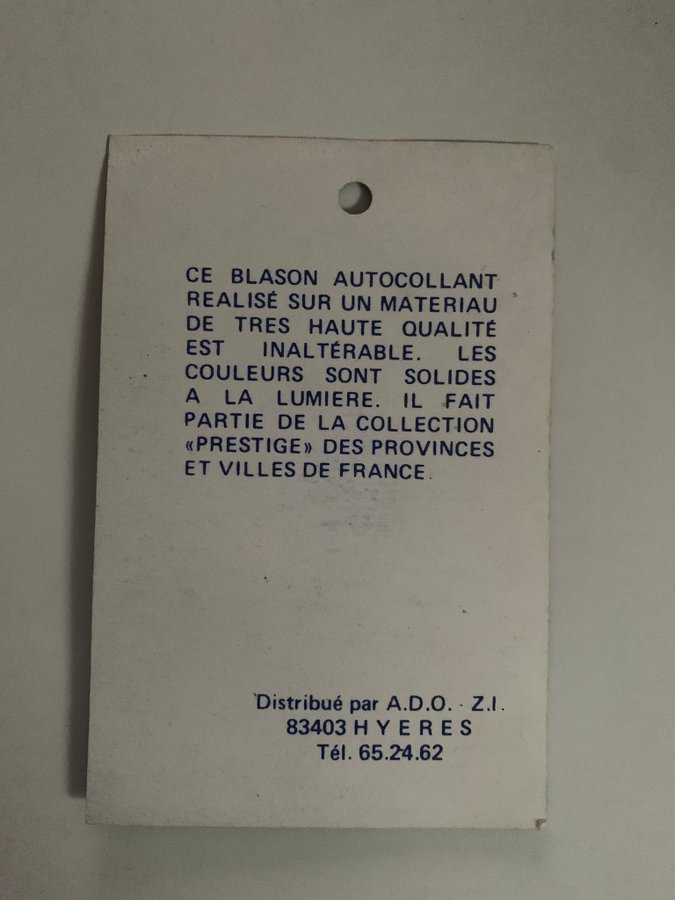 CE BLASON AUTOCOLLANT
REALISÉ SUR UN MATERIAU
DE TRES HAUTE QUALITÉ
EST INALTÉRABLE. LES
COULEURS SONT SOLIDES
A LA LUMIERE. IL FAIT
PARTIE DE LA COLLECTION
«PRESTIGE» DES PROVINCES
ET VILLES DE FRANCE.
Distribué par A.D.O. - Z.I.
83403 H Y E R E S
Tél. 65.24.62